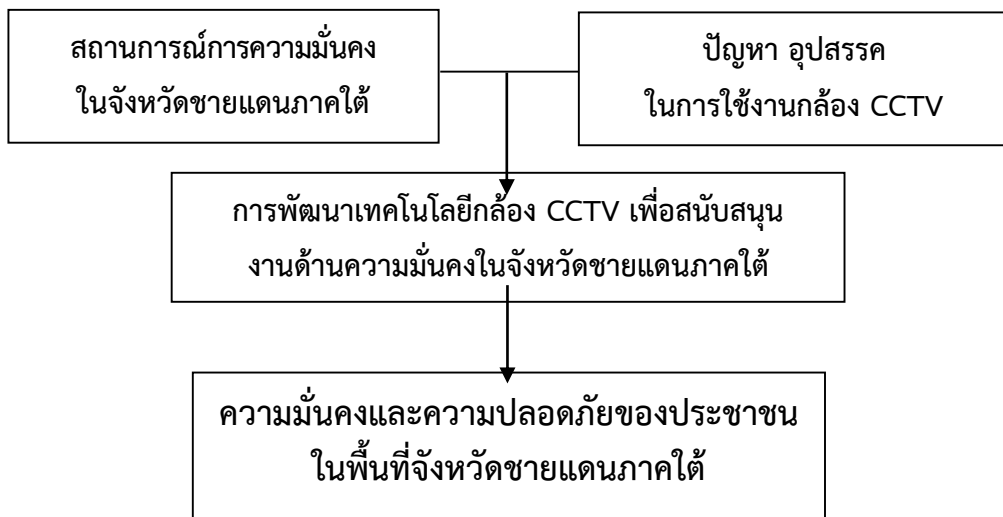 สถานการณ์การความมั่นคง
ในจังหวัดชายแดนภาคใต้
ปัญหา อุปสรรค
ในการใช้งานกล้อง CCTV
การพัฒนาเทคโนโลยีกล้อง CCTV เพื่อสนับสนุน
งานด้านความมั่นคงในจังหวัดชายแดนภาคใต้
ความมั่นคงและความปลอดภัยของประชาชน
ในพื้นที่จังหวัดชายแดนภาคใต้